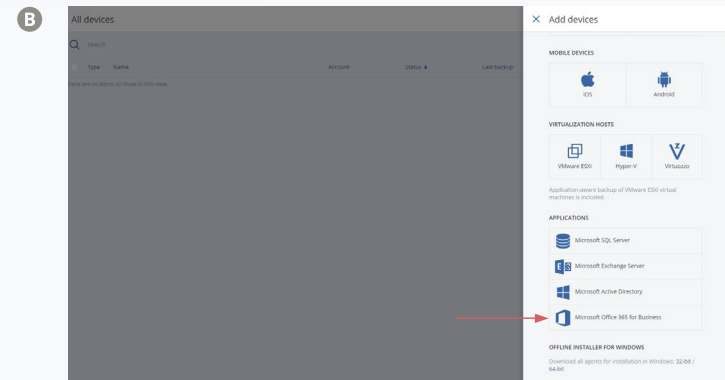 B
All devices
Search
Type Name Account Status Last backup
There are no items to show in this view.
Add devices
MOBILE DEVICES
iOS Android
VIRTUALIZATION HOSTS
VMware ESXi Hyper-V Virtuozzo
Application-aware backup of VMware ESXi virtual
machines is included.
APPLICATIONS
Microsoft SQL Server
Microsoft Exchange Server
Microsoft Active Directory
Microsoft Office 365 for Business
OFFLINE INSTALLER FOR WINDOWS
Download all agents for installation in Windows: 32-bit /
64-bit